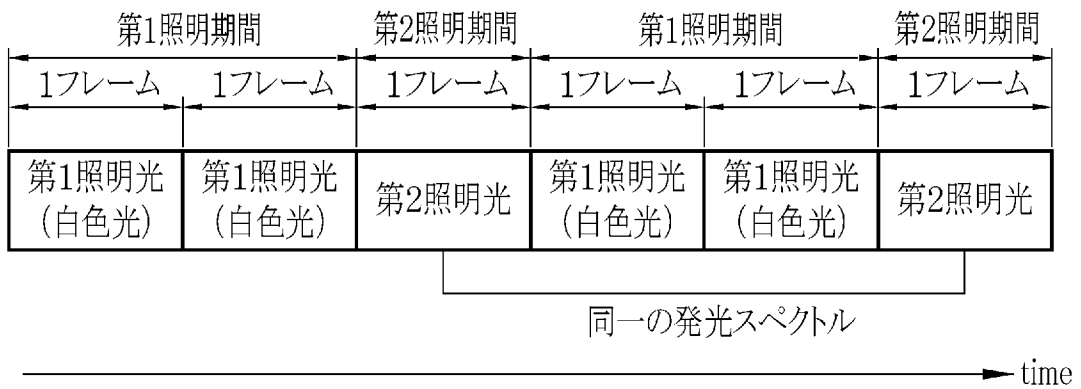 第1照明期間 第2照明期間 第1照明期間 第2照明期間
1フレーム 1フレーム 1フレーム 1フレーム 1フレーム 1フレーム
第1照明光 第1照明光 第2照明光 第1照明光 第1照明光 第2照明光
(白色光) (白色光) (白色光) (白色光)
同一の発光スペクトル
time